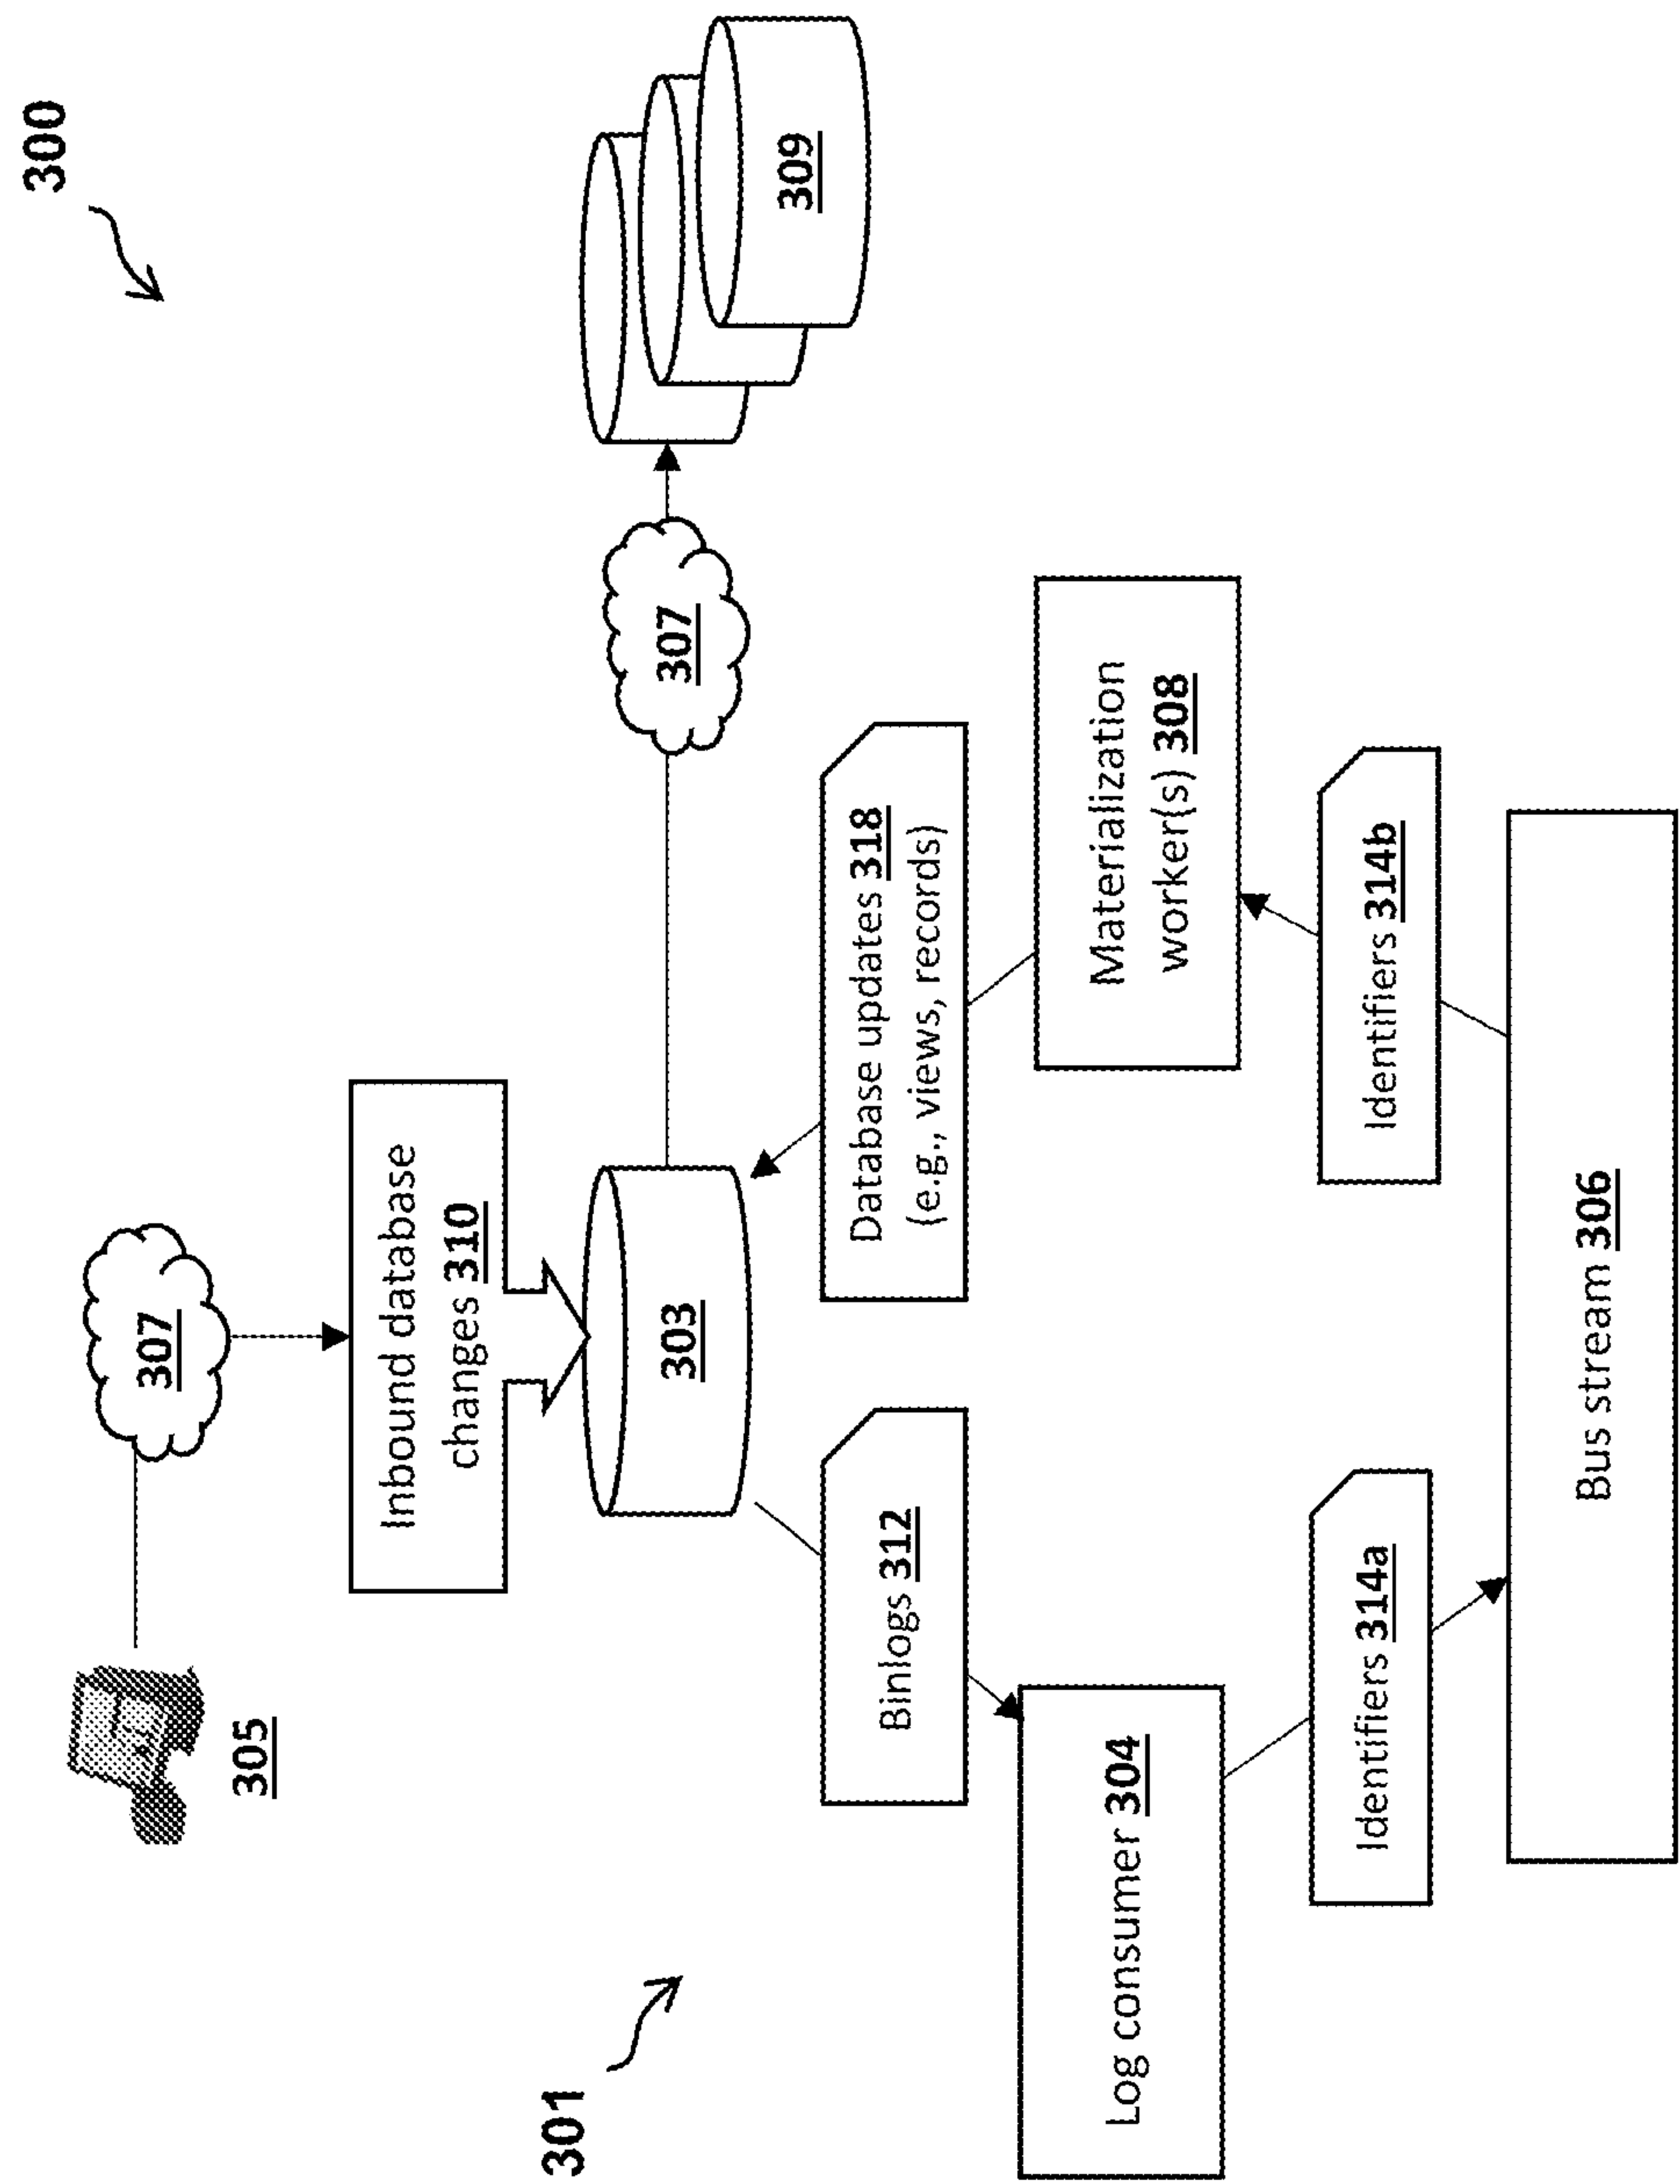 300
305
307
Inbound database
changes 310
303
307
309
301
Binlogs 312
Database updates 318
(e.g., views, records)
Log consumer 304
Materialization
worker(s) 308
Identifiers 314a
Identifiers 314b
Bus stream 306